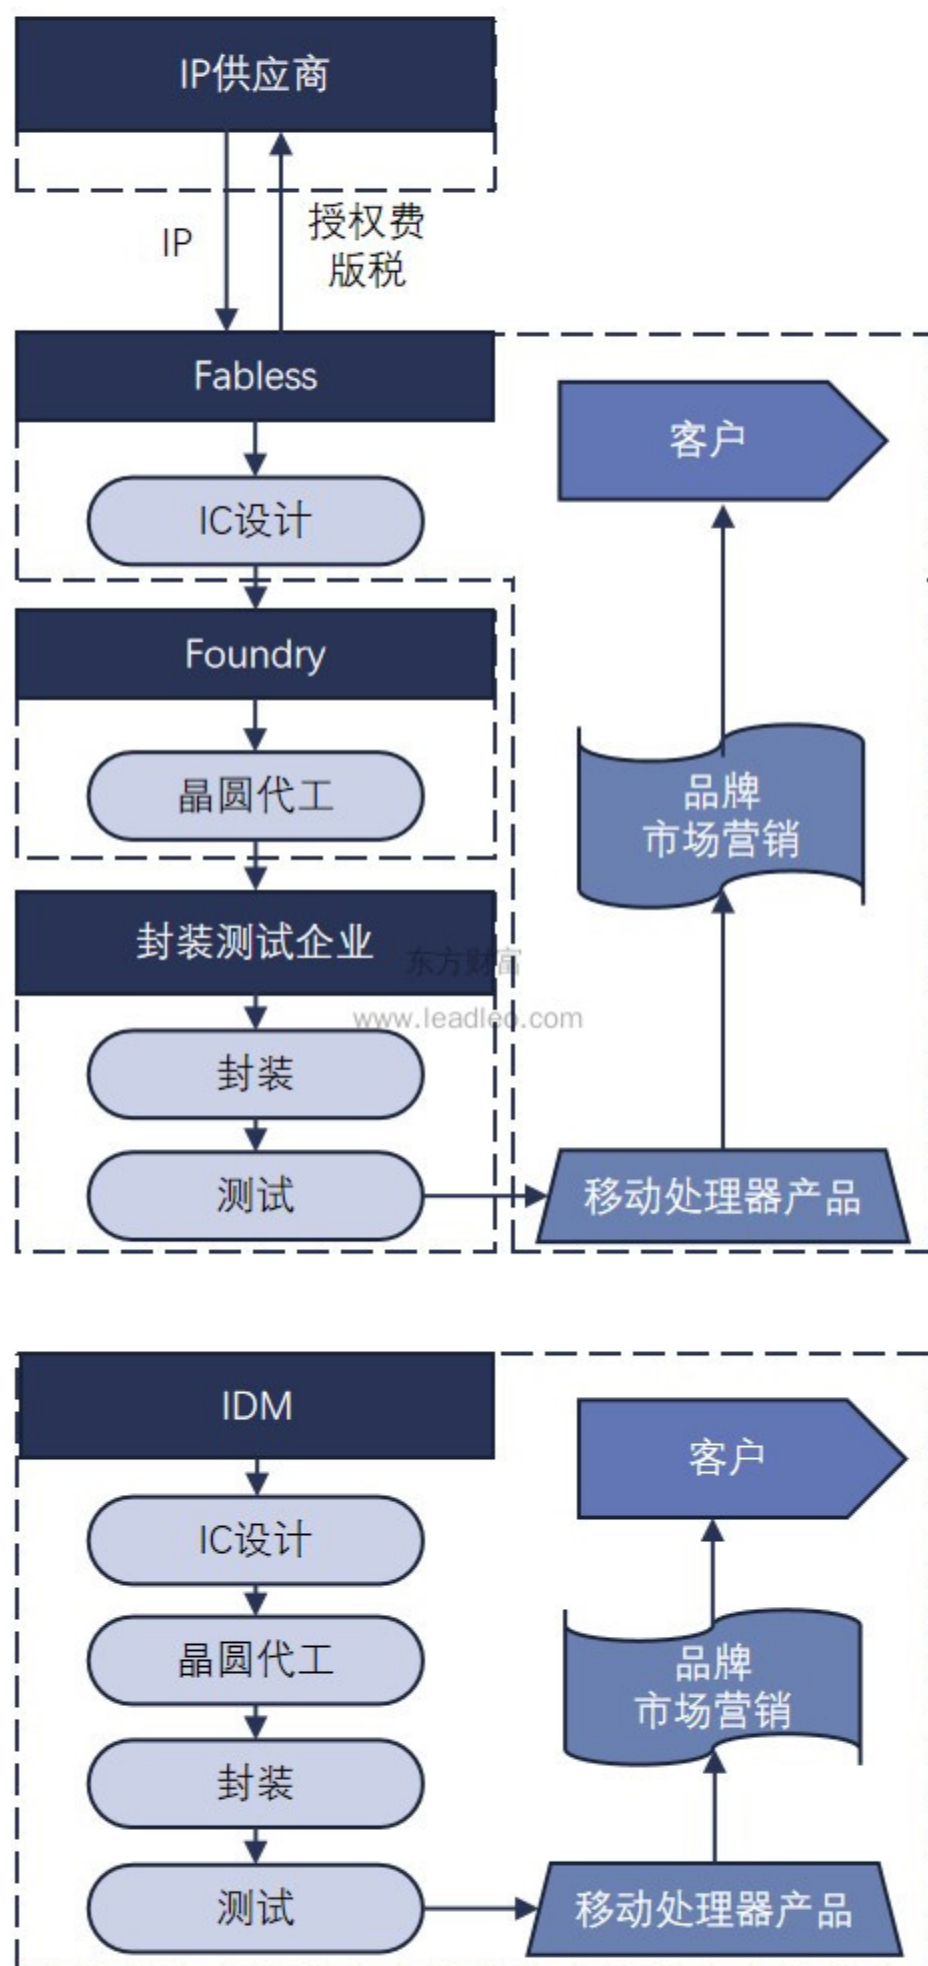 IP供应商
IP
授权费
版税
Fabless
客户
IC设计
Foundry
晶圆代工
品牌
市场营销
封装测试企业
东方财富
www.leadleo.com
封装
测试
移动处理器产品
IDM
客户
IC设计
晶圆代工
品牌
市场营销
封装
测试
移动处理器产品